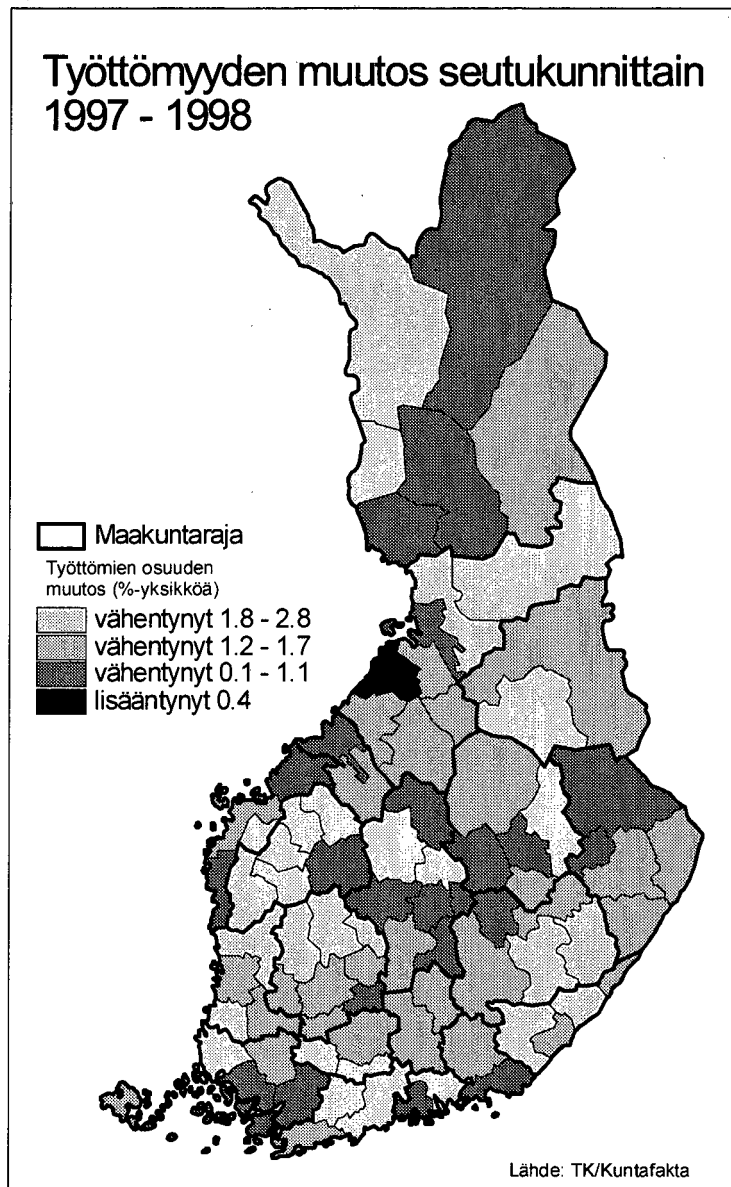 Työttömyyden muutos seutukunnittain
1997 - 1998
Maakuntaraja
Työttömien osuuden
muutos (%-yksikköä)
vähentynyt 1.8 - 2.8
vähentynyt 1.2 - 1.7
vähentynyt 0.1 - 1.1
lisääntynyt 0.4
Lähde: TK/Kuntafakta